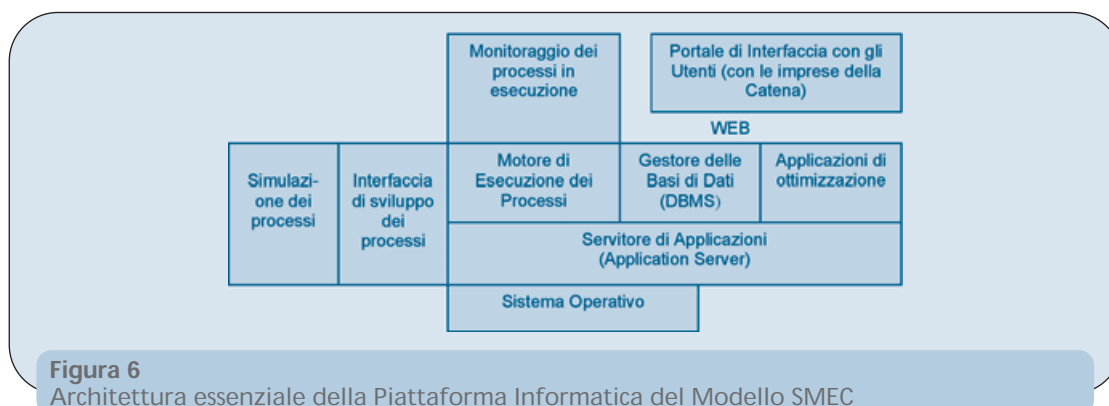 Monitoraggio dei
processi in
esecuzione
Portale di Interfaccia con gli
Utenti (con le imprese della
Catena)
WEB
Simulazi-
one dei
processi
Interfaccia
di sviluppo
dei
processi
Motore di
Esecuzione dei
Processi
Gestore delle
Basi di Dati
(DBMS)
Applicazioni di
ottimizzazione
Servitore di Applicazioni
(Application Server)
Sistema Operativo
Figura 6
Architettura essenziale della Piattaforma Informatica del Modello SMEC